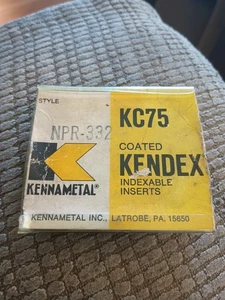 STYLE
NPR-332
KENNAMETAL®
KC75
COATED
KENDEX
INDEXABLE
INSERTS
KENNAMETAL INC., LATROBE, PA. 15650